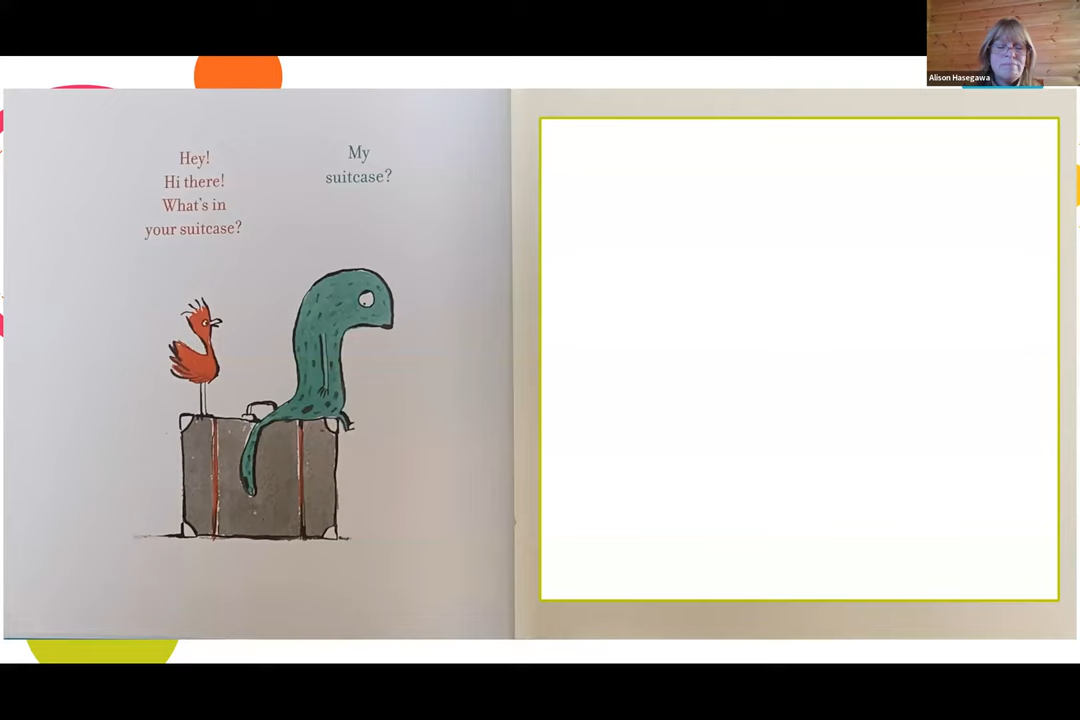 Alison Hasegawa
Hey!
Hi there!
What's in
your suitcase?
My
suitcase?